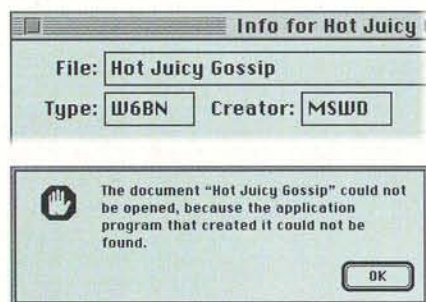 Info for Hot Juicy
File: Hot Juicy Gossip
Type: W6BN Creator: MSWD
The document “Hot Juicy Gossip” could not
be opened, because the application
program that created it could not be
found.
OK